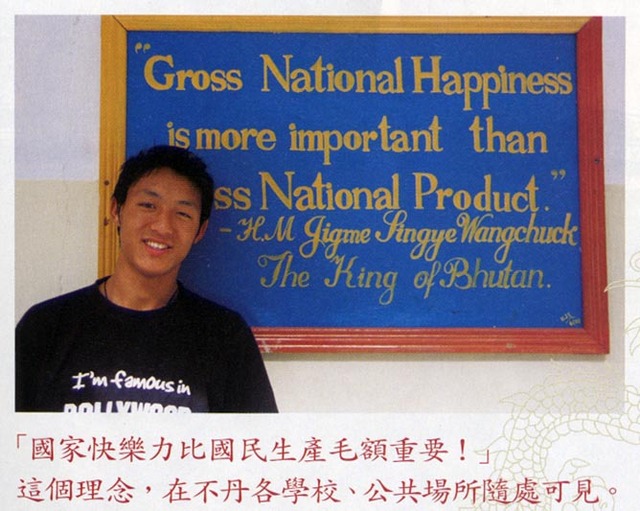 "Gross National Happiness
is more important than
ss National Product."
-H.M Jigme Singye Wangchuck
The King of Bhutan.
I'm famous in
BOLLYWOOD
「國家快樂力比國民生產毛額重要！」
這個理念，在不丹各學校、公共場所隨處可見。